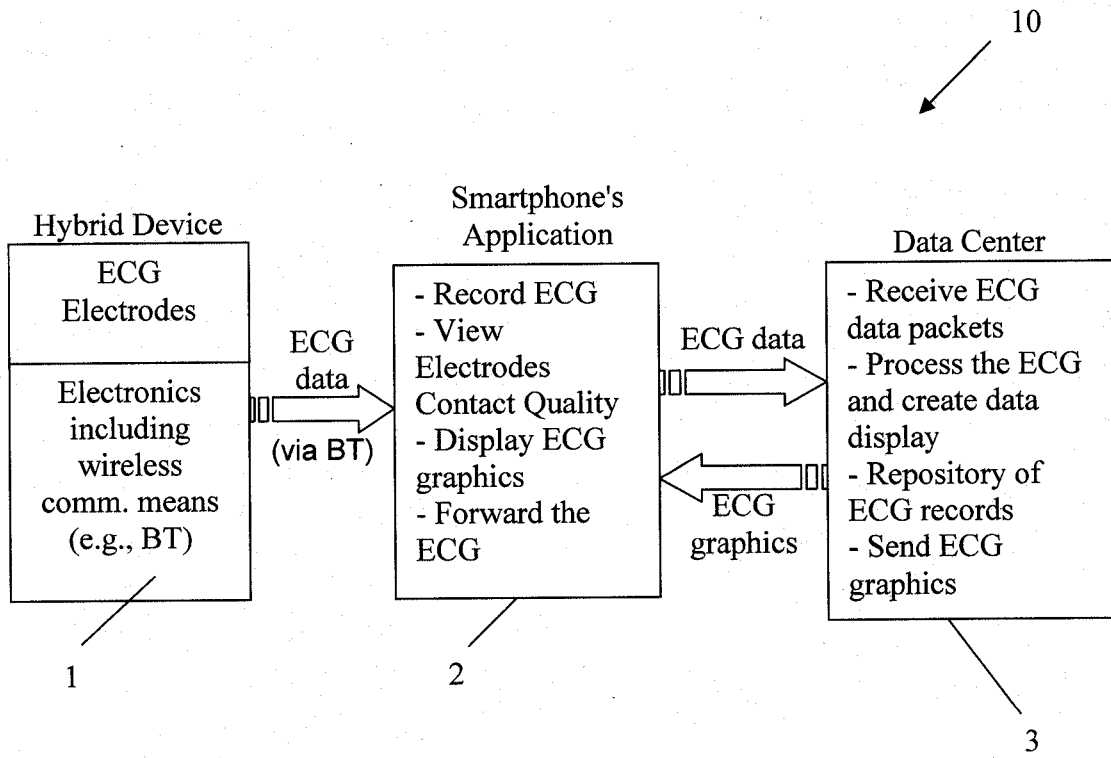 10
Hybrid Device
ECG
Electrodes
Electronics
including
wireless
comm. means
(e.g., BT)
1
ECG
data
(via BT)
Smartphone's
Application
- Record ECG
- View
Electrodes
Contact Quality
- Display ECG
graphics
- Forward the
ECG
2
ECG data
ECG
graphics
Data Center
- Receive ECG
data packets
- Process the ECG
and create data
display
- Repository of
ECG records
- Send ECG
graphics
3